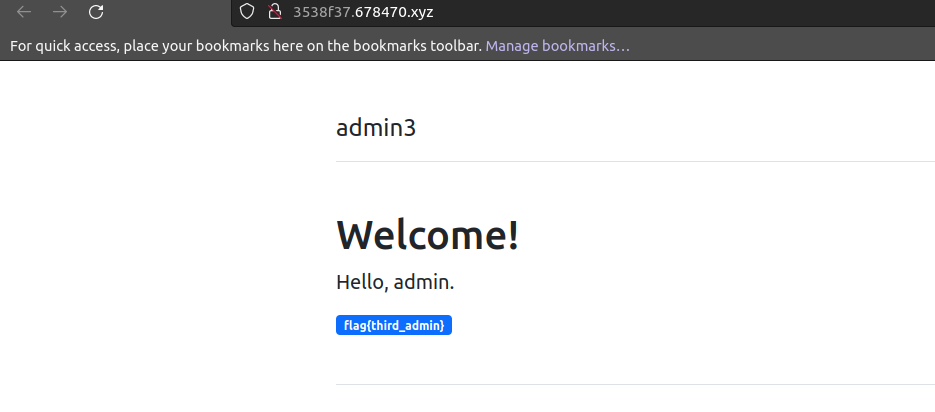 3538f37.678470.xyz
For quick access, place your bookmarks here on the bookmarks toolbar. Manage bookmarks…
admin3
Welcome!
Hello, admin.
flag{third_admin}